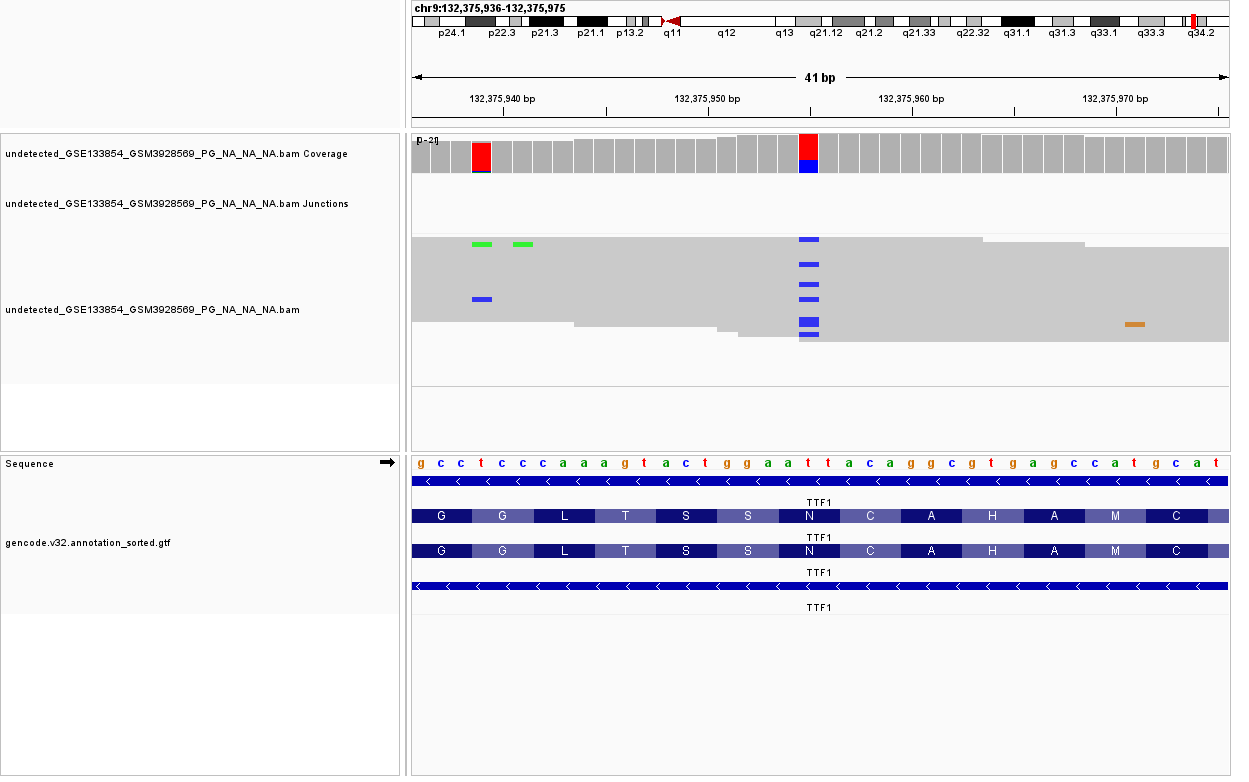 chr9:132,375,936-132,375,975
p24.1 p22.3 p21.3 p21.1 p13.2 q11 q12 q13 q21.12 q21.2 q21.33 q22.32 q31.1 q31.3 q33.1 q33.3 q34.2
41 bp
132,375,940 bp 132,375,950 bp 132,375,960 bp 132,375,970 bp
[0-21]
undetected_GSE133854_GSM3928569_PG_NA_NA_NA.bam Coverage
undetected_GSE133854_GSM3928569_PG_NA_NA_NA.bam Junctions
undetected_GSE133854_GSM3928569_PG_NA_NA_NA.bam
Sequence
g c c t c c c a a a g t a c t g g a a t t a c a g g c g t g a g c c a t g c a t
TTF1
G G L T S S N C A H A M C
TTF1
gencode.v32.annotation_sorted.gtf
G G L T S S N C A H A M C
TTF1
TTF1